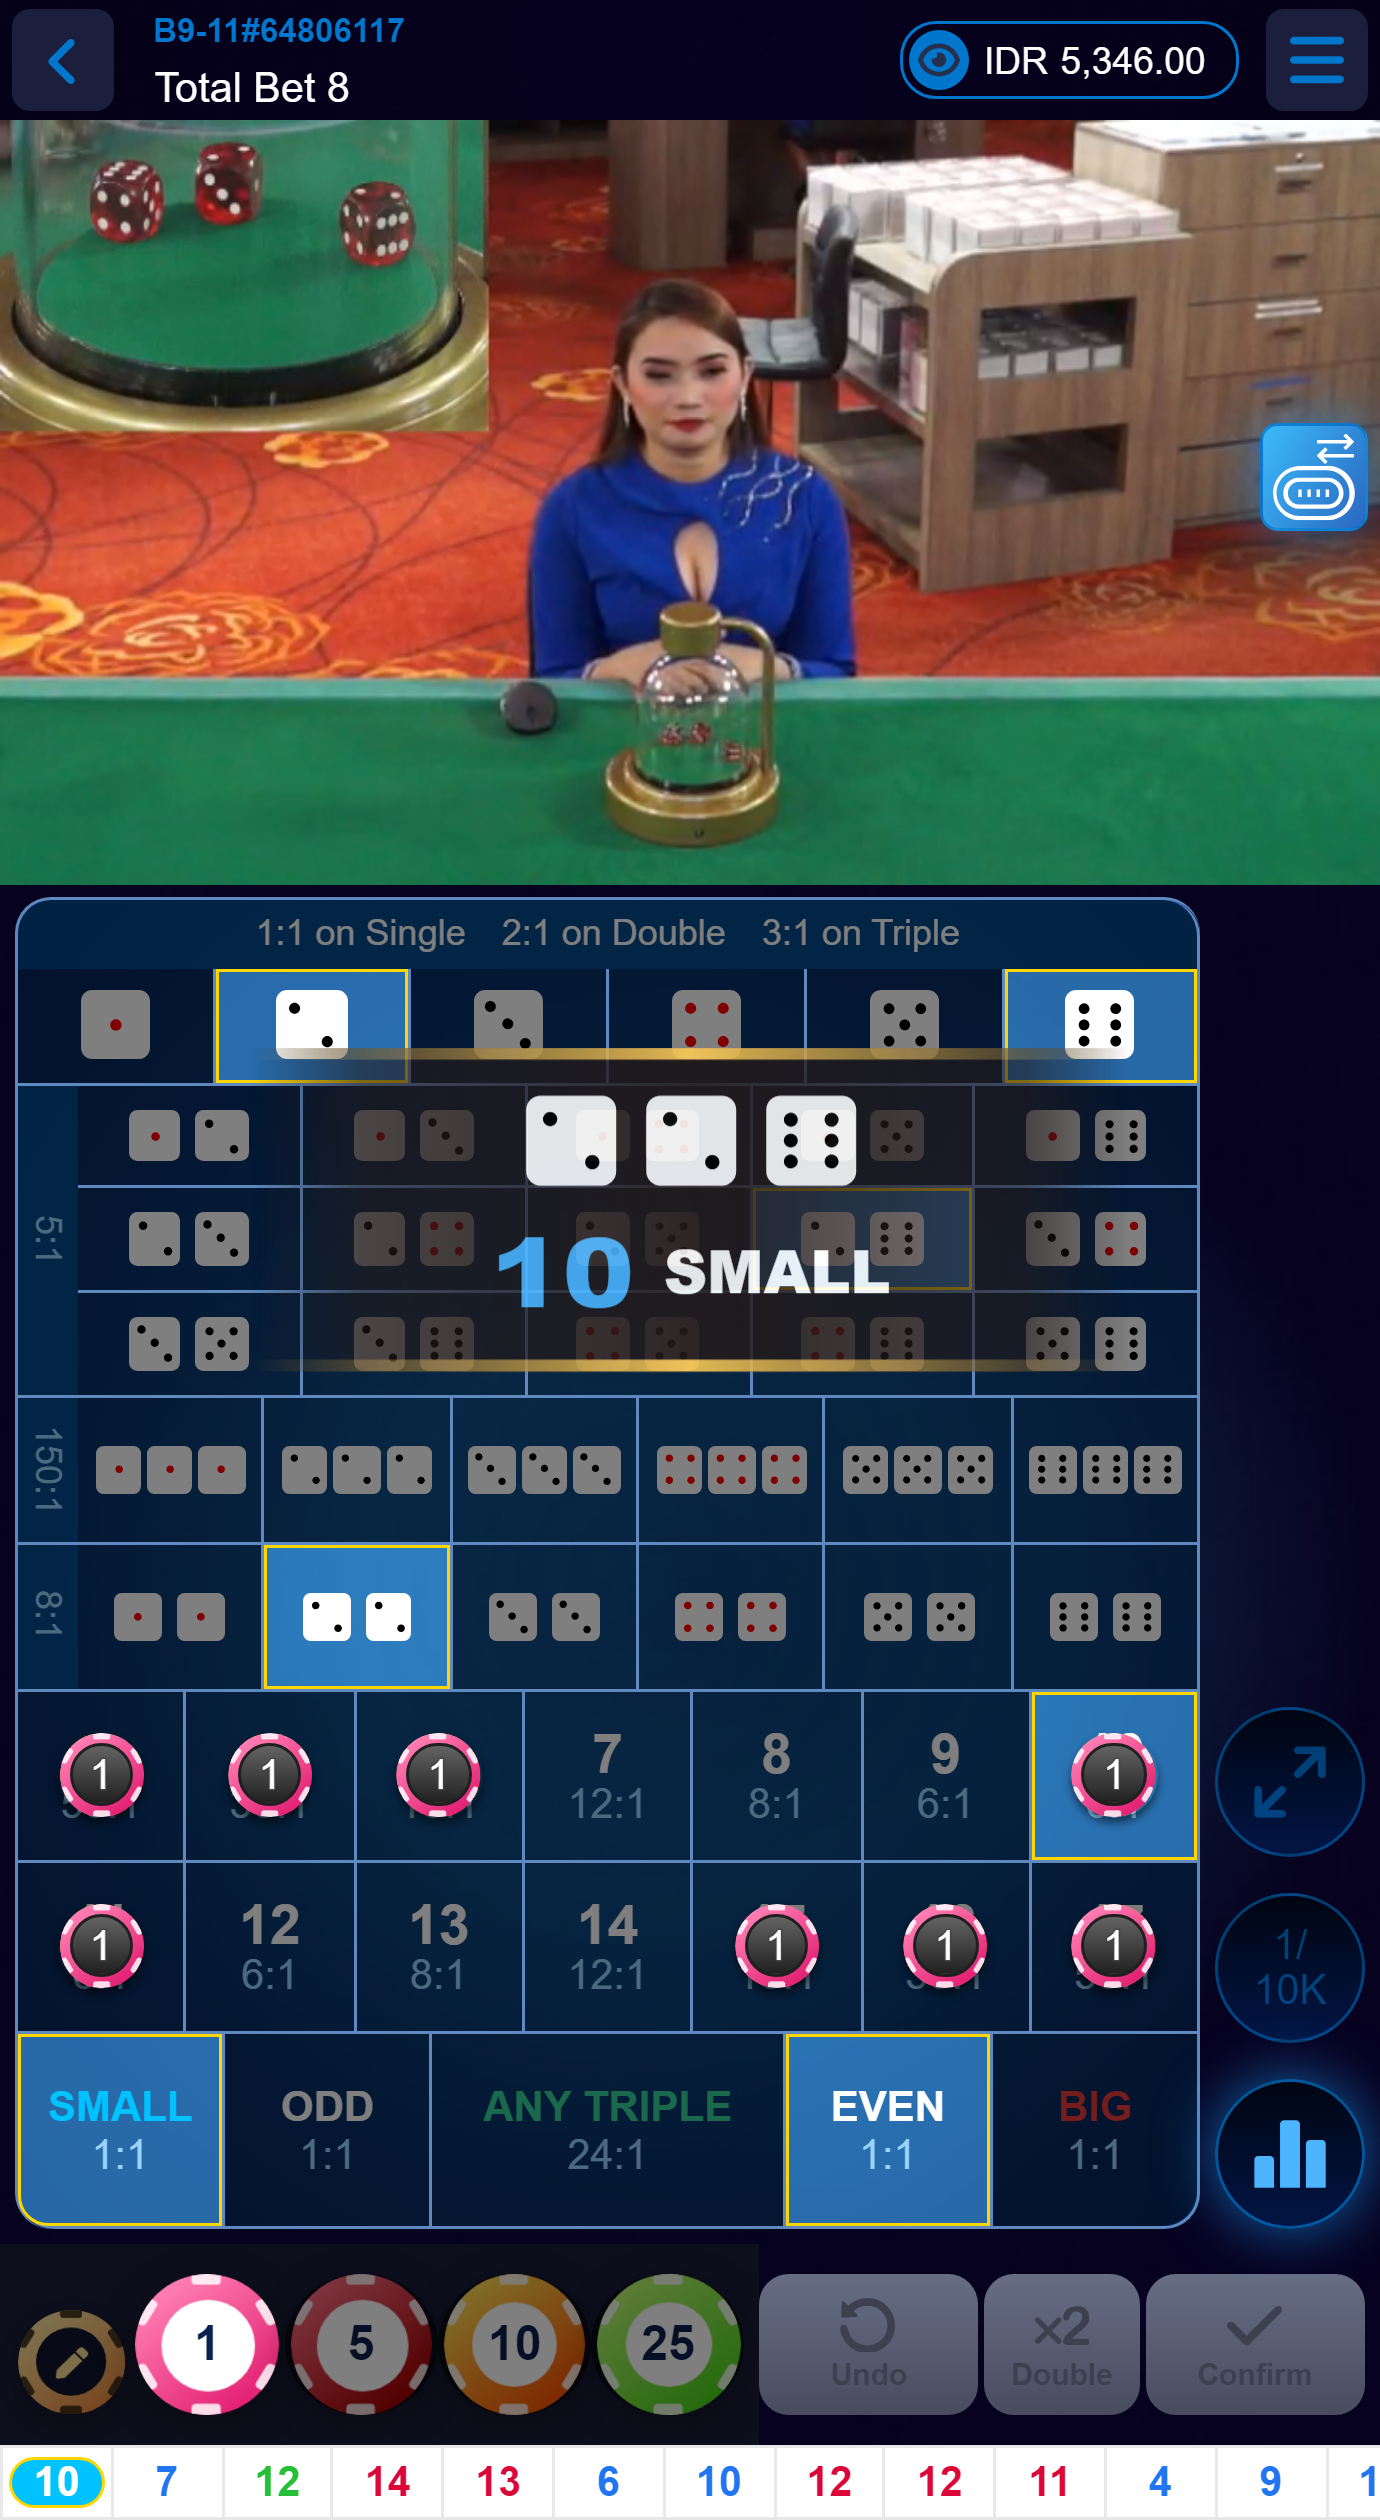 B9-11#64806117
Total Bet 8
IDR 5,346.00
1:1 on Single 2:1 on Double 3:1 on Triple
10 SMALL
5:1
150:1
8:1
1 1 1 7 8 9 1
12:1 8:1 6:1
1 12 13 14 1 1 1
6:1 8:1 12:1
1/
10K
SMALL ODD ANY TRIPLE EVEN BIG
1:1 1:1 24:1 1:1 1:1
1 5 10 25
x2
Undo Double Confirm
10 7 12 14 13 6 10 12 12 11 4 9